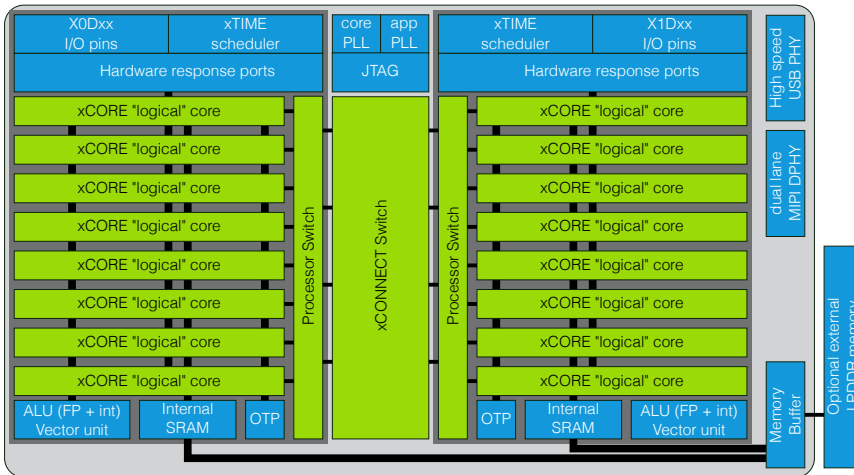 X0Dxx
I/O pins
xTIME
scheduler
core
PLL
app
PLL
xTIME
scheduler
X1Dxx
I/O pins
High speed
USB PHY
Hardware response ports
JTAG
Hardware response ports
xCORE "logical" core
xCORE "logical" core
xCORE "logical" core
xCORE "logical" core
xCORE "logical" core
xCORE "logical" core
xCORE "logical" core
xCORE "logical" core
Processor Switch
xCONNECT Switch
Processor Switch
xCORE "logical" core
xCORE "logical" core
xCORE "logical" core
xCORE "logical" core
xCORE "logical" core
xCORE "logical" core
xCORE "logical" core
xCORE "logical" core
dual lane
MIPI DPHY
ALU (FP + int)
Vector unit
Internal
SRAM
OTP
OTP
Internal
SRAM
ALU (FP + int)
Vector unit
Memory
Buffer
Optional external
LPDDR memory